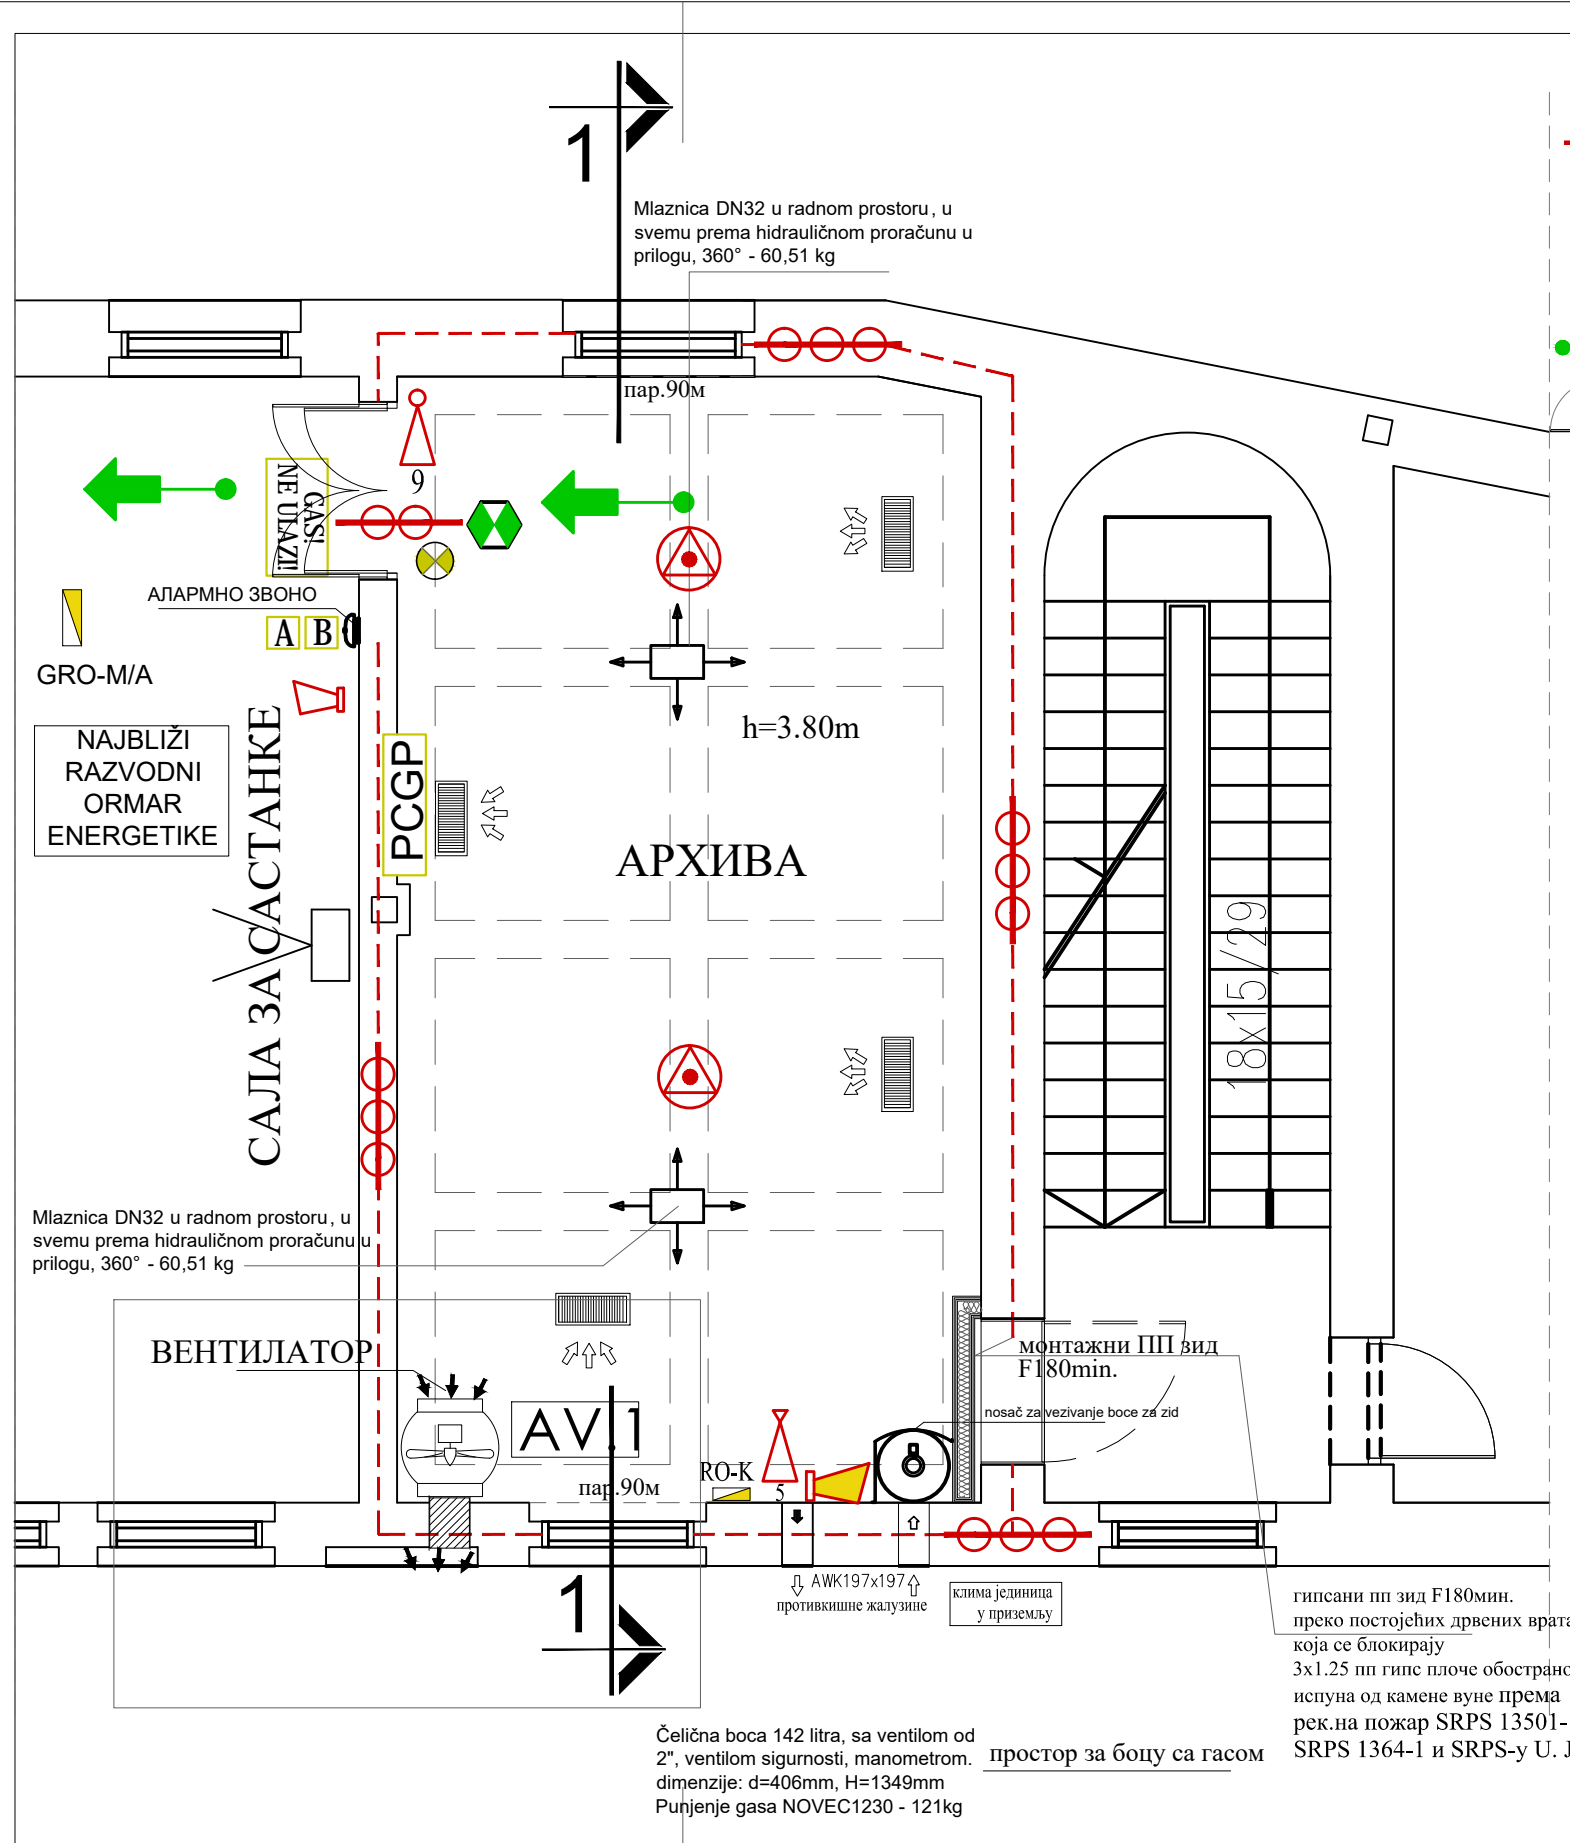 1
Mlaznica DN32 u radnom prostoru, u
svemu prema hidrauličnom proračunu u
prilogu, 360° - 60,51 kg
пар.90м
9
GAS!
NE ULAZI!
АЛАРМНО ЗВОНО
A B
GRO-M/A
NAJBLIŽI
RAZVODNI
ORMAR
ENERGETIKE
САЛА ЗА САСТАНКЕ
PCGP
h=3.80m
АРХИВА
18x15/29
Mlaznica DN32 u radnom prostoru, u
svemu prema hidrauličnom proračunu u
prilogu, 360° - 60,51 kg
ВЕНТИЛАТОР
AV 1
монтажни ПП зид
F180min.
nosač za vezivanje boce za zid
RO-K
5
пар.90м
AWK197x197
противкишне жалузине
клима јединица
у приземљу
1
гипсани пп зид F180мин.
преко постојећих дрвених врата
која се блокирају
3x1.25 пп гипс плоче обострано
испуна од камене вуне према
рек.на пожар SRPS 13501-
SRPS 1364-1 и SRPS-у U. J
Čelična boca 142 litra, sa ventilom od
2", ventilom sigurnosti, manometrom.
dimenzije: d=406mm, H=1349mm
Punjenje gasa NOVEC1230 - 121kg
простор за боцу са гасом